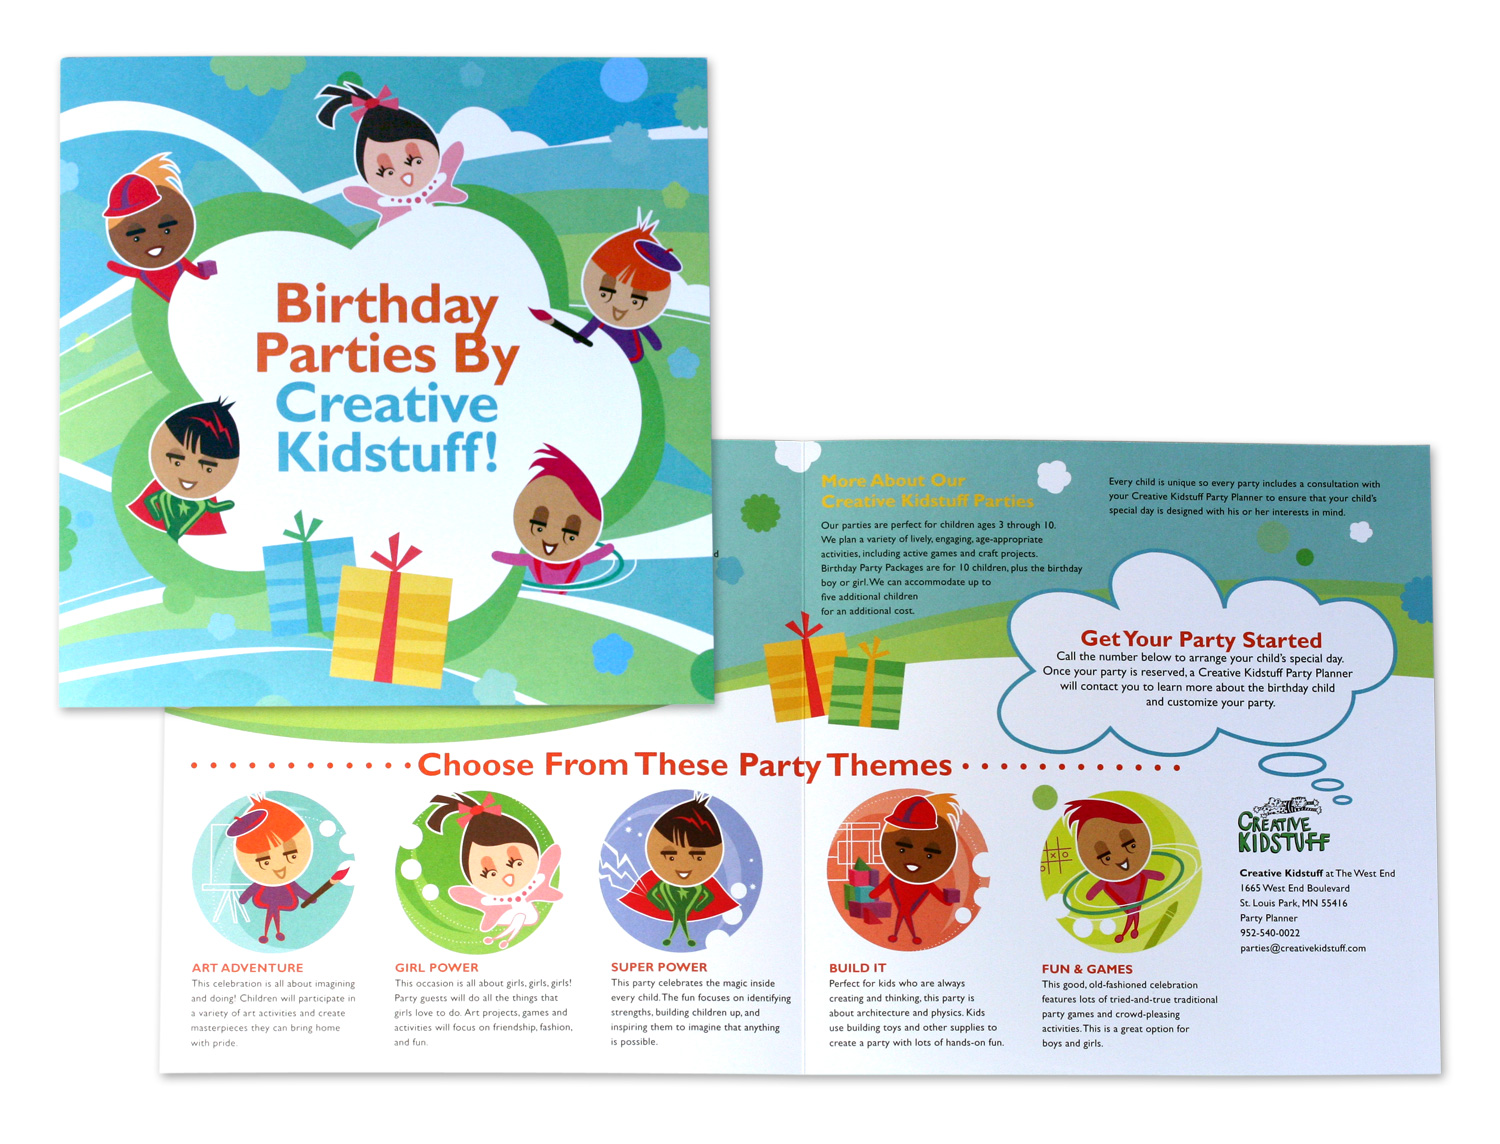 Birthday
Parties By
Creative
Kidstuff!
More About Our
Creative Kidstuff Parties
Our parties are perfect for children ages 3 through 10.
We plan a variety of lively, engaging, age-appropriate
activities, including active games and craft projects.
Birthday Party Packages are for 10 children, plus the birthday
boy or girl. We can accommodate up to
five additional children
for an additional cost.
Every child is unique so every party includes a consultation with
your Creative Kidstuff Party Planner to ensure that your child's
special day is designed with his or her interests in mind.
Get Your Party Started
Call the number below to arrange your child's special day.
Once your party is reserved, a Creative Kidstuff Party Planner
will contact you to learn more about the birthday child
and customize your party.
Choose From These Party Themes
ART ADVENTURE
This celebration is all about imagining
and doing! Children will participate in
a variety of art activities and create
masterpieces they can bring home
with pride.
GIRL POWER
This occasion is all about girls, girls, girls!
Party guests will do all the things that
girls love to do. Art projects, games and
activities will focus on friendship, fashion,
and fun.
SUPER POWER
This party celebrates the magic inside
every child. The fun focuses on identifying
strengths, building children up, and
inspiring them to imagine that anything
is possible.
BUILD IT
Perfect for kids who are always
creating and thinking, this party is
about architecture and physics. Kids
use building toys and other supplies to
create a party with lots of hands-on fun.
FUN & GAMES
This good, old-fashioned celebration
features lots of tried-and-true traditional
party games and crowd-pleasing
activities. This is a great option for
boys and girls.
CREATIVE
KIDSTUFF
Creative Kidstuff at The West End
1665 West End Boulevard
St. Louis Park, MN 55416
Party Planner
952-540-0022
parties@creativekidstuff.com